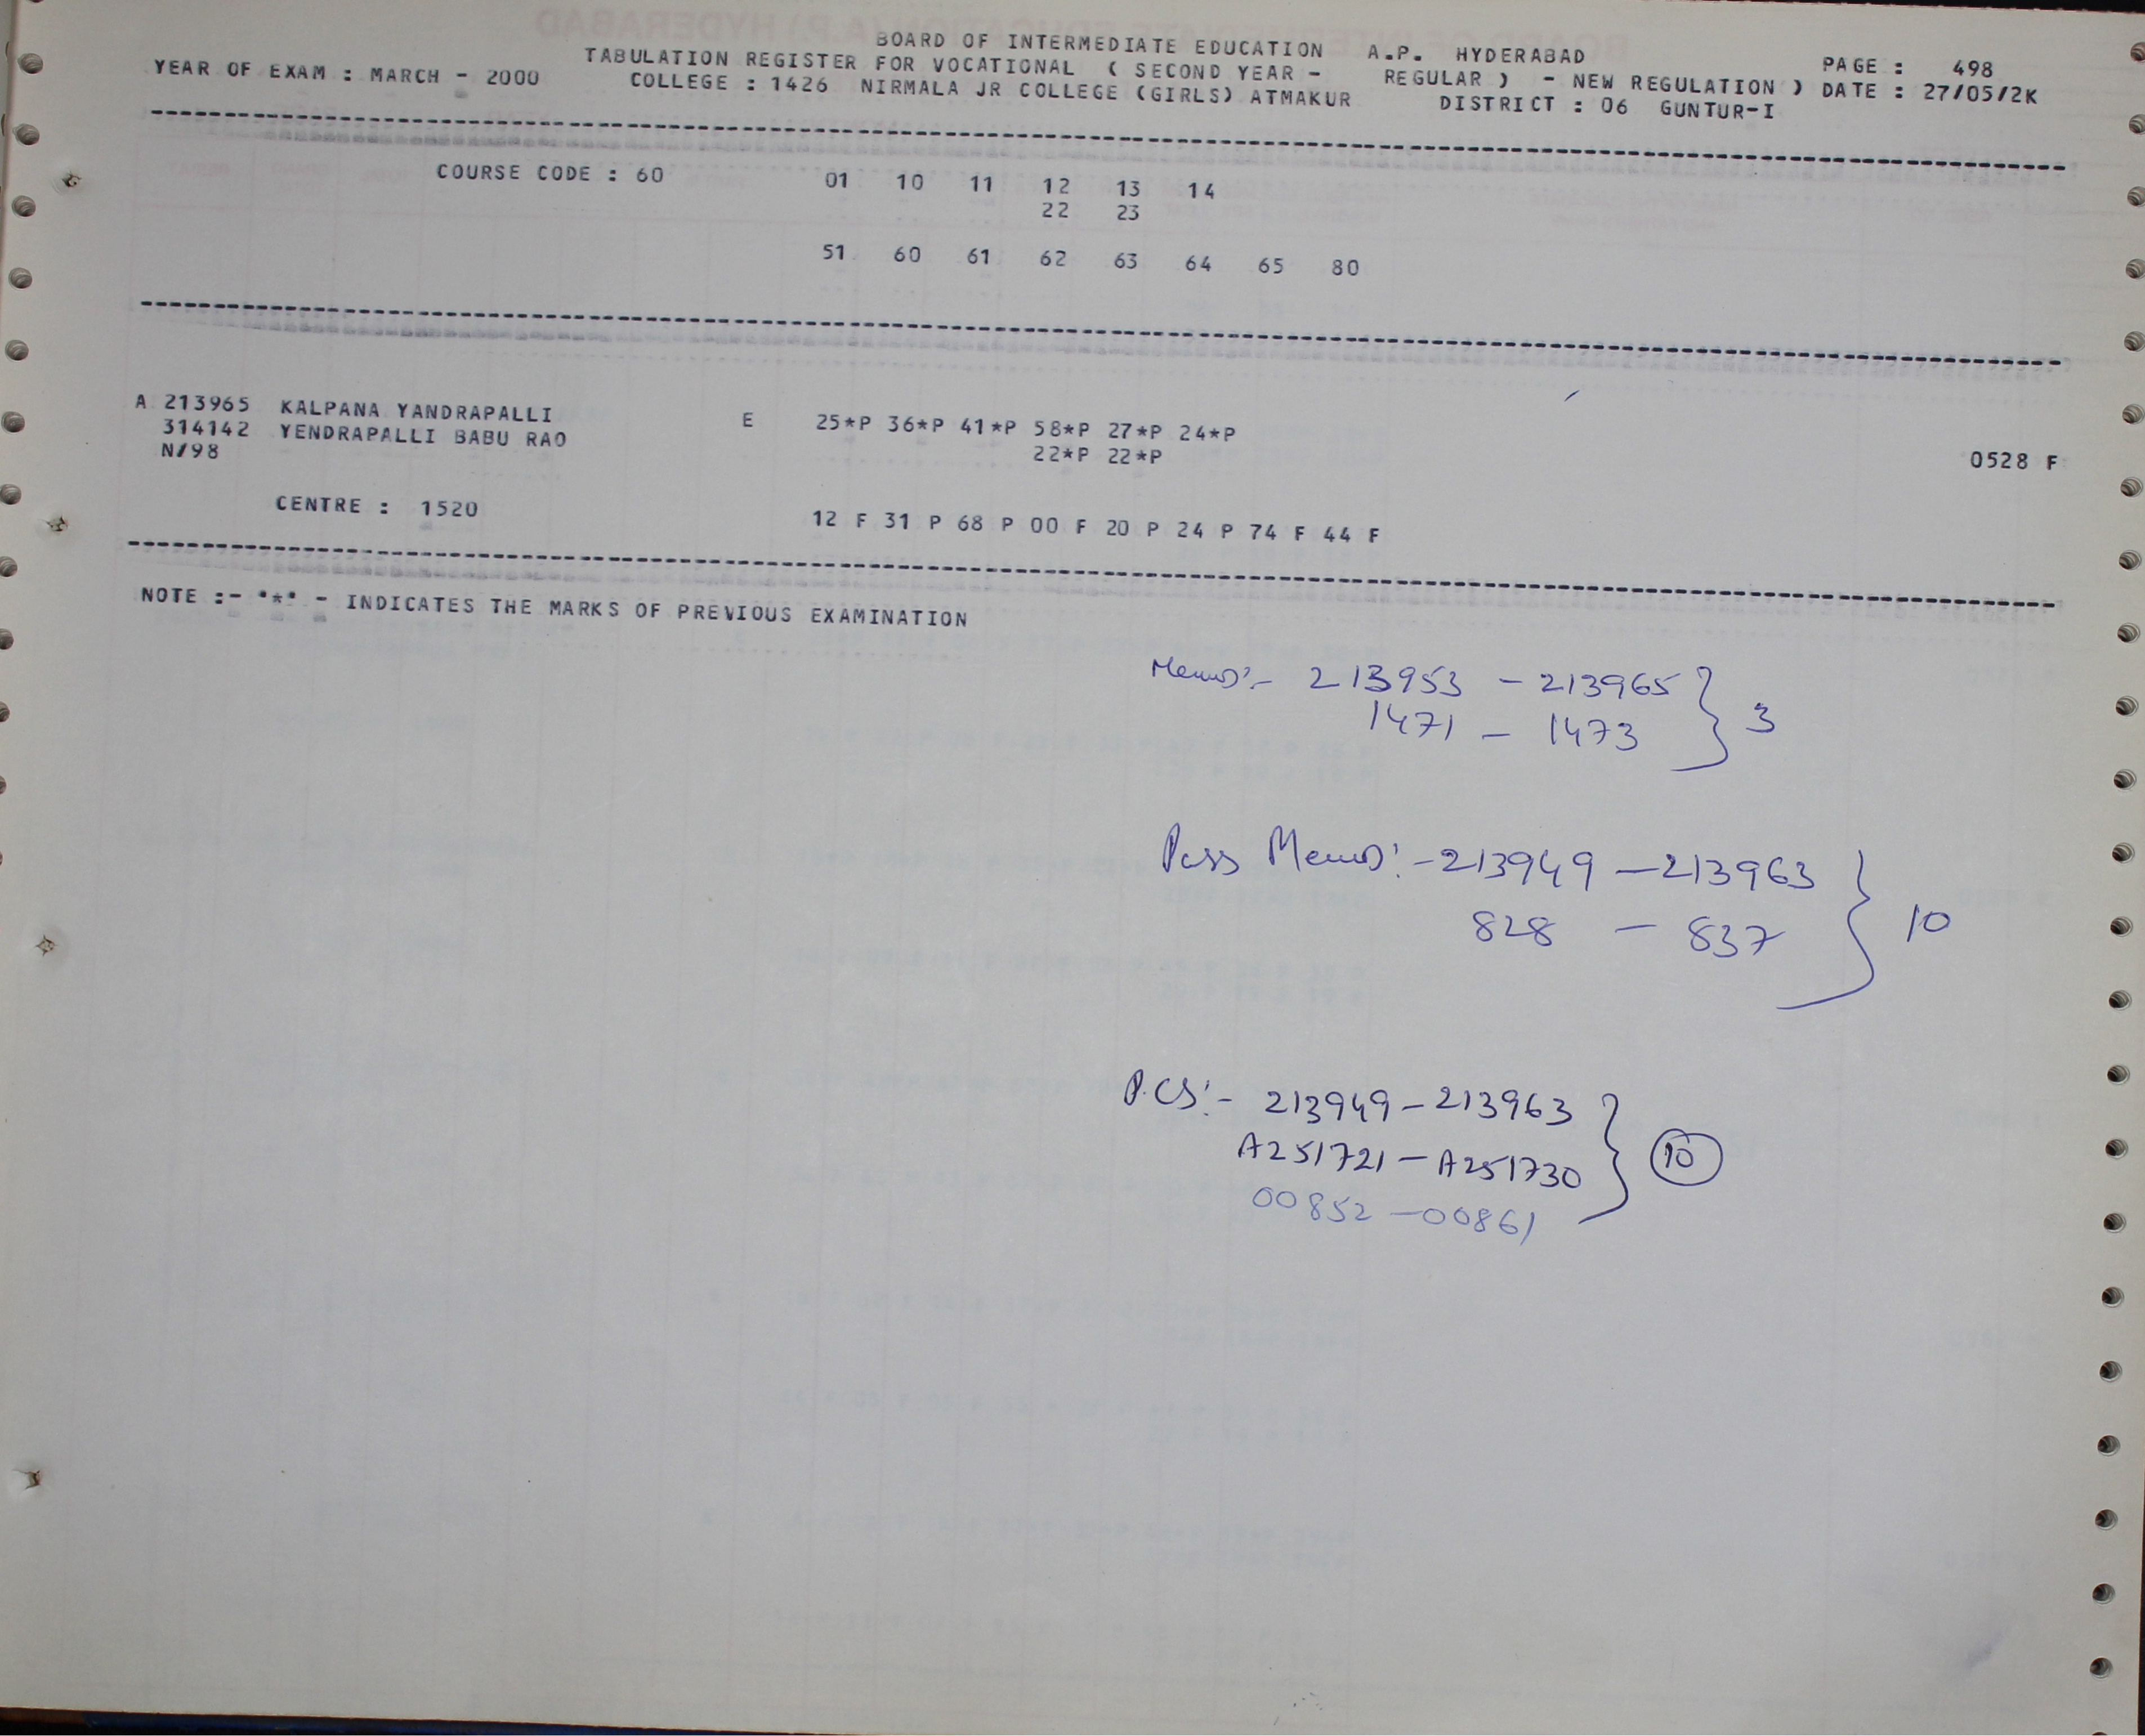 BOARD OF INTERMEDIATE EDUCATION A.P. HYDERABAD
YEAR OF EXAM : MARCH - 2000 TABULATION REGISTER FOR VOCATIONAL ( SECOND YEAR - REGULAR ) - NEW REGULATION ) PAGE : 498
COLLEGE : 1426 NIRMALA JR COLLEGE (GIRLS) ATMAKUR DISTRICT : 06 GUNTUR-I DATE : 27/05/2K
COURSE CODE : 60 01 10 11 12 13 14
22 23
51 60 61 62 63 64 65 80
A 213965 KALPANA YANDRAPALLI E 25*P 36*P 41*P 58*P 27*P 24*P
314142 YENDRAPALLI BABU RAO 22*P 22*P 0528 F
N/98
CENTRE : 1520 12 F 31 P 68 P 00 F 20 P 24 P 74 F 44 F
NOTE :- '*' - INDICATES THE MARKS OF PREVIOUS EXAMINATION
Memo:- 213953 - 213965
1471 - 1473 } 3
Pass Memo:- 213949 - 213963
828 - 837 } 10
P.CS:- 213949 - 213963
A251721 - A251730 } 10
00852 - 00861